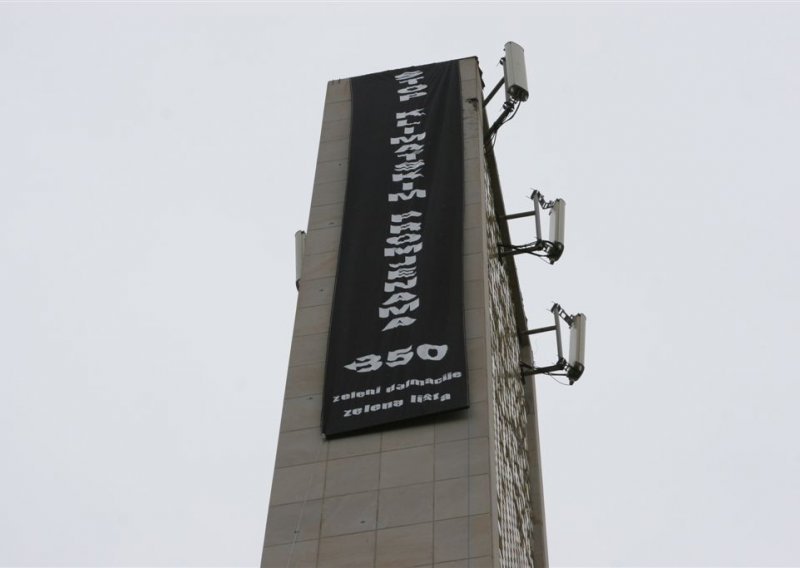 STOP KLIMATSKIM PROMJENAMA
350
zeleni dalmacije
zelena lista